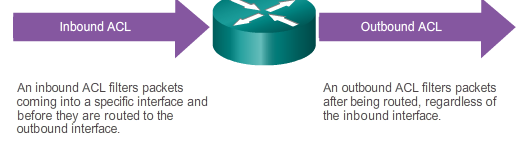 Inbound ACL
Outbound ACL
An inbound ACL filters packets
coming into a specific interface and
before they are routed to the
outbound interface.
An outbound ACL filters packets
after being routed, regardless of
the inbound interface.